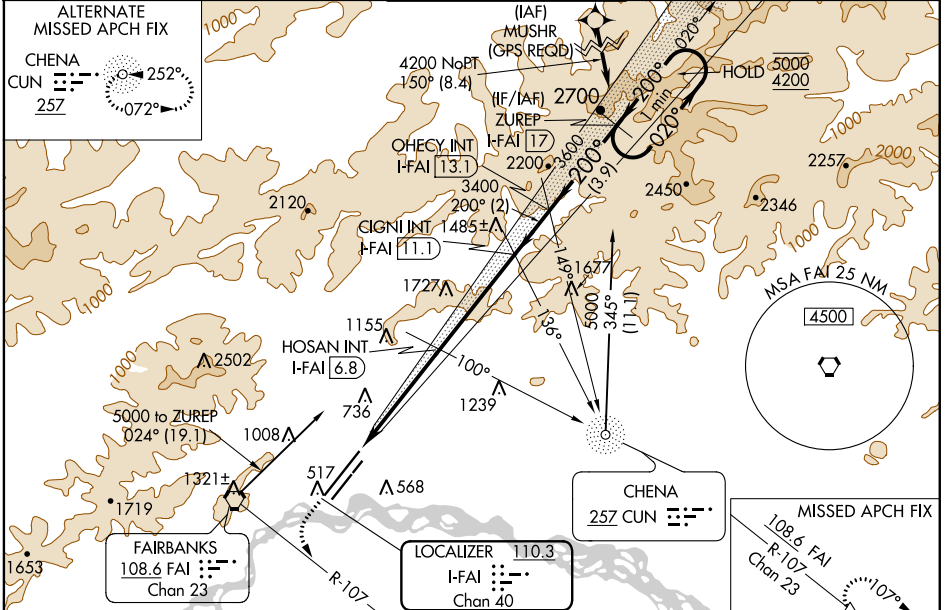 ALTERNATE
MISSED APCH FIX
CHENA
CUN
257
252°
072°
1000
(IAF)
MUSHR
(GPS REQD)
4200 NoPT
150° (8.4)
2700
(IF/IAF)
ZUREP
I-FAI 17
020°
200°
1 min
020°
HOLD 5000
4200
1000
OHECY INT
I-FAI 13.1
2200
3600
200°
(3.9)
3400
200° (2)
2257
2000
2450
2346
1000
2120
CIGNI INT
I-FAI 11.1
1485±
149°
1677
136°
5000
345°
(11.1)
1000
1727
MSA FAI 25 NM
4500
1155
HOSAN INT
I-FAI 6.8
100°
1000
2502
736
1239
5000 to ZUREP
024° (19.1)
1008
1321±
517
568
1719
1653
FAIRBANKS
108.6 FAI
Chan 23
R-107
LOCALIZER 110.3
I-FAI
Chan 40
CHENA
257 CUN
MISSED APCH FIX
108.6 FAI
R-107
Chan 23
107°